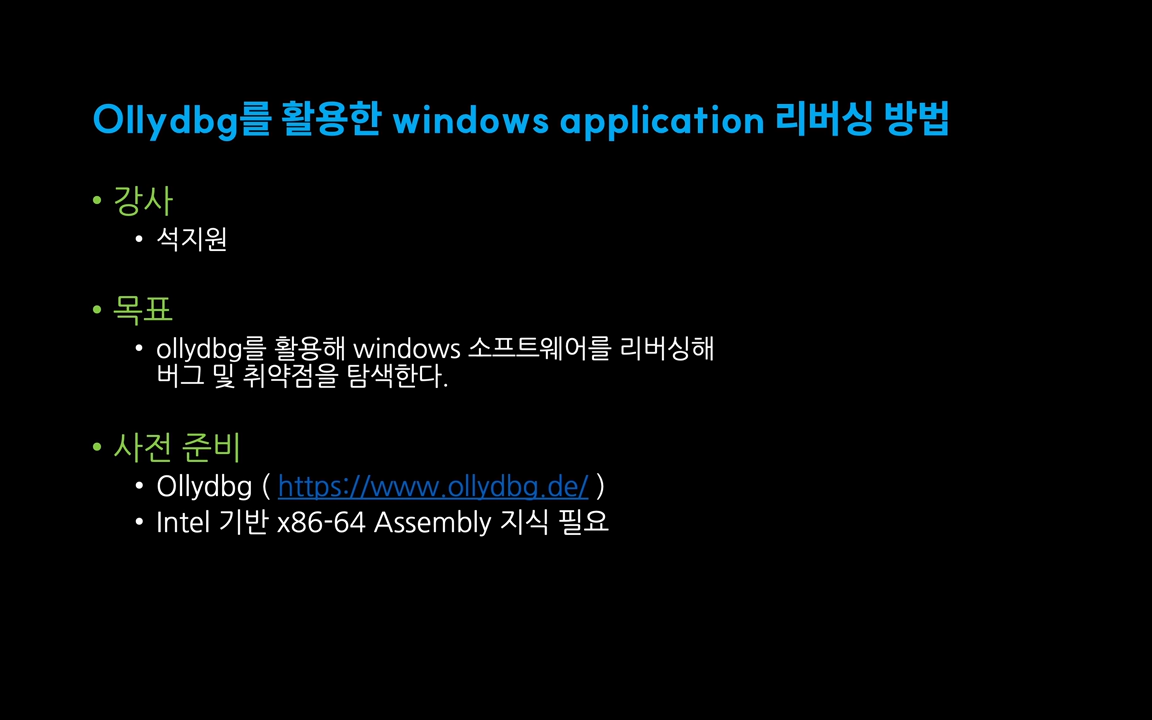 Ollydbg를 활용한 windows application 리버싱 방법
• 강사
• 석지원
• 목표
• ollydbg를 활용해 windows 소프트웨어를 리버싱해
버그 및 취약점을 탐색한다.
• 사전 준비
• Ollydbg ( https://www.ollydbg.de/ )
• Intel 기반 x86-64 Assembly 지식 필요